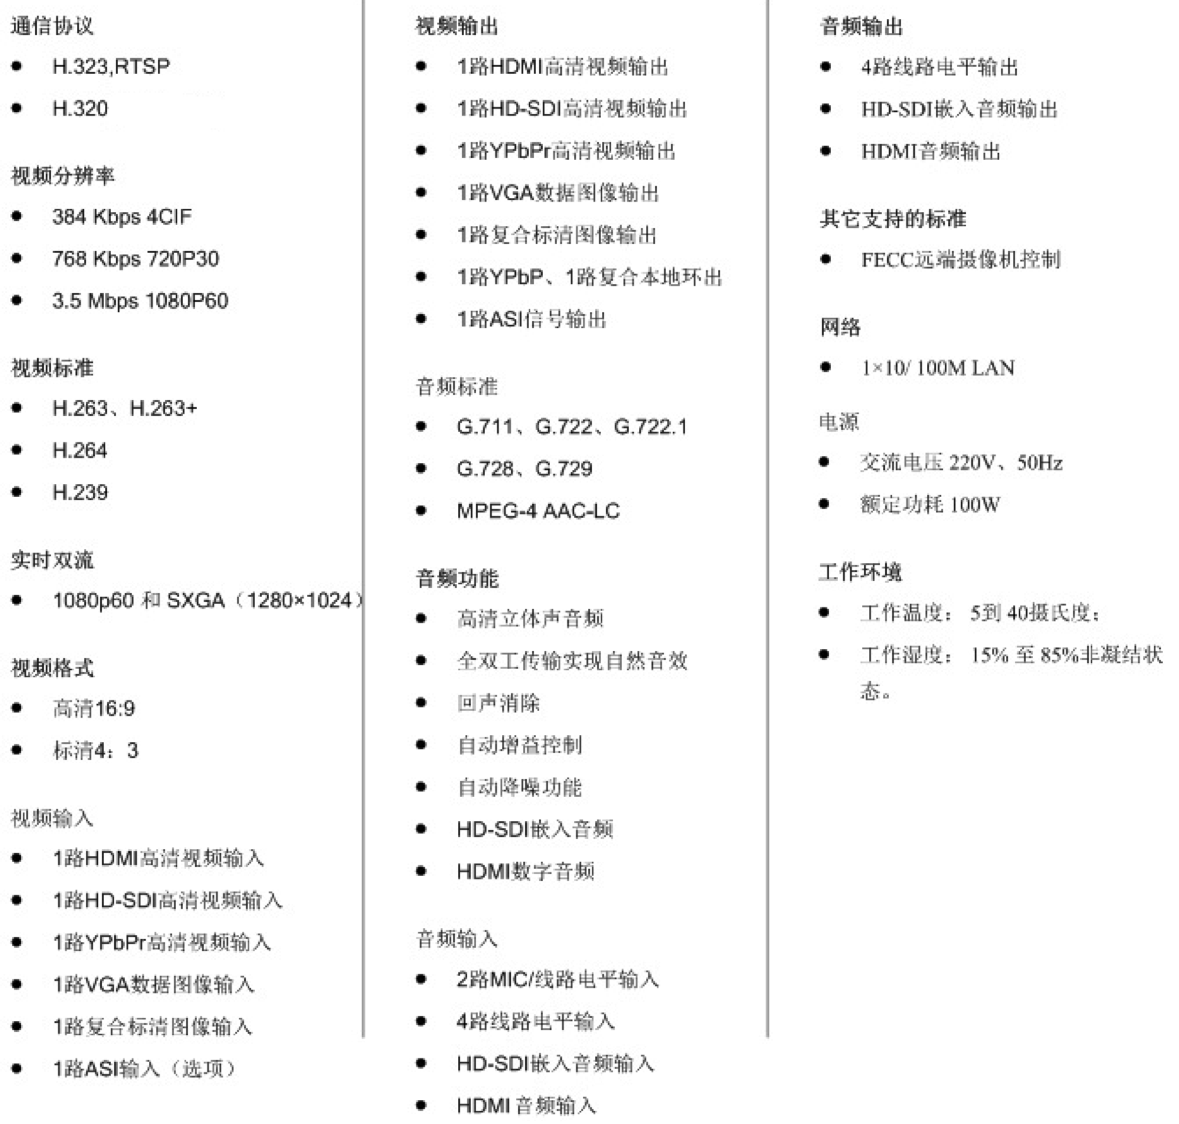 通信协议
● H.323,RTSP
● H.320
视频分辨率
● 384 Kbps 4CIF
● 768 Kbps 720P30
● 3.5 Mbps 1080P60
视频标准
● H.263、H.263+
● H.264
● H.239
实时双流
● 1080p60 和 SXGA（1280×1024）
视频格式
● 高清16:9
● 标清4：3
视频输入
● 1路HDMI高清视频输入
● 1路HD-SDI高清视频输入
● 1路YPbPr高清视频输入
● 1路VGA数据图像输入
● 1路复合标清图像输入
● 1路ASI输入（选项）
视频输出
● 1路HDMI高清视频输出
● 1路HD-SDI高清视频输出
● 1路YPbPr高清视频输出
● 1路VGA数据图像输出
● 1路复合标清图像输出
● 1路YPbP、1路复合本地环出
● 1路ASI信号输出
音频标准
● G.711、G.722、G.722.1
● G.728、G.729
● MPEG-4 AAC-LC
音频功能
● 高清立体声音频
● 全双工传输实现自然音效
● 回声消除
● 自动增益控制
● 自动降噪功能
● HD-SDI嵌入音频
● HDMI数字音频
音频输入
● 2路MIC/线路电平输入
● 4路线路电平输入
● HD-SDI嵌入音频输入
● HDMI 音频输入
音频输出
● 4路线路电平输出
● HD-SDI嵌入音频输出
● HDMI音频输出
其它支持的标准
● FECC远端摄像机控制
网络
● 1×10/ 100M LAN
电源
● 交流电压 220V、50Hz
● 额定功耗 100W
工作环境
● 工作温度： 5到 40摄氏度；
● 工作湿度： 15% 至 85%非凝结状
态。